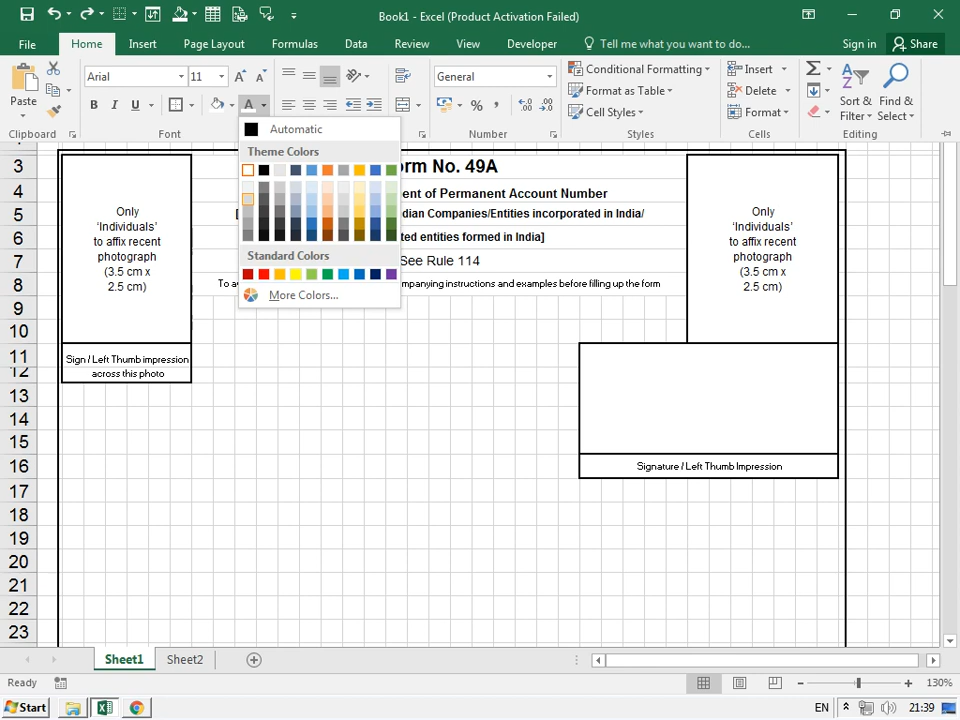 Book1 - Excel (Product Activation Failed)
File Home Insert Page Layout Formulas Data Review View Developer Tell me what you want to do... Sign in Share
Paste
Arial 11
B I U
General
Conditional Formatting
Format as Table
Cell Styles
Insert
Delete
Format
Sort & Filter
Find & Select
Clipboard Font Number Styles Cells Editing
Automatic
Theme Colors
Standard Colors
More Colors...
3
4
5
6
7
8
9
10
11
12
13
14
15
16
17
18
19
20
21
22
23
orm No. 49A
ent of Permanent Account Number
dian Companies/Entities incorporated in India/
ted entities formed in India]
See Rule 114
To a
mpanying instructions and examples before filling up the form
Only
‘Individuals’
to affix recent
photograph
(3.5 cm x
2.5 cm)
Sign / Left Thumb impression
across this photo
Only
‘Individuals’
to affix recent
photograph
(3.5 cm x
2.5 cm)
Signature / Left Thumb Impression
Sheet1 Sheet2
Ready
130%
Start
EN
21:39